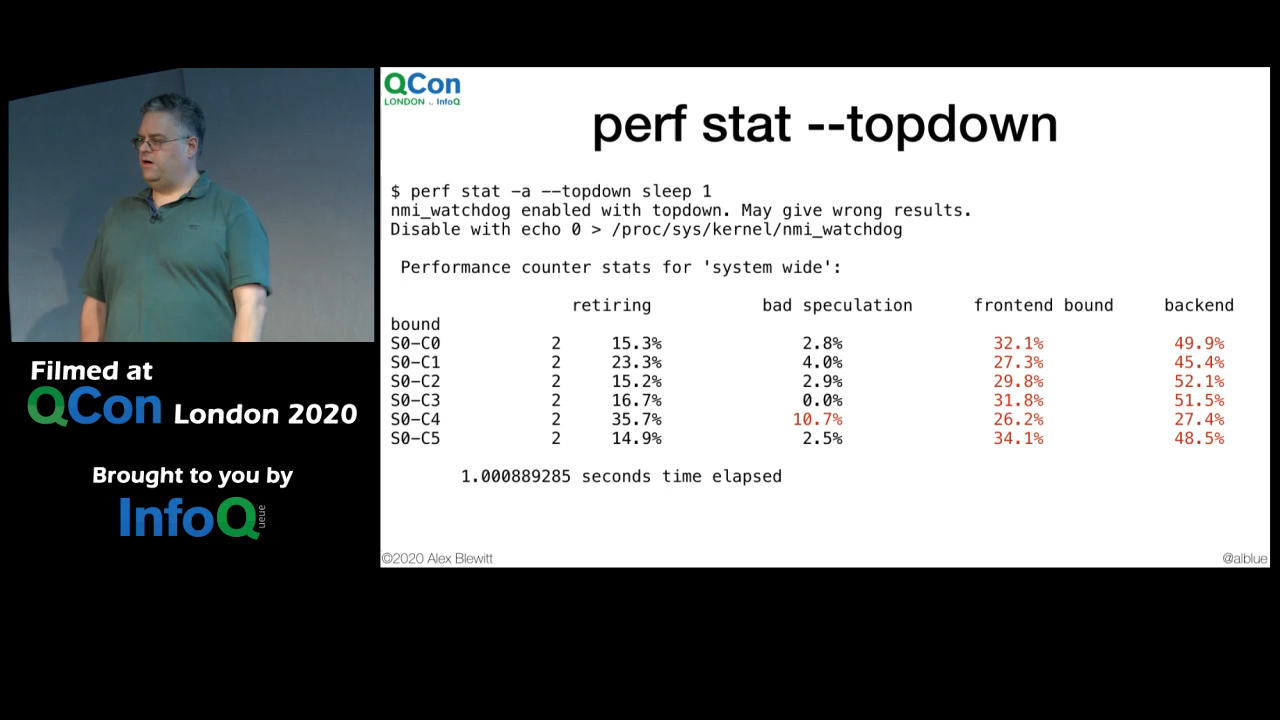 QCon
LONDON by InfoQ
perf stat --topdown
$ perf stat -a --topdown sleep 1
nmi_watchdog enabled with topdown. May give wrong results.
Disable with echo 0 > /proc/sys/kernel/nmi_watchdog
Performance counter stats for 'system wide':
retiring bad speculation frontend bound backend
bound
S0-C0 2 15.3% 2.8% 32.1% 49.9%
S0-C1 2 23.3% 4.0% 27.3% 45.4%
S0-C2 2 15.2% 2.9% 29.8% 52.1%
S0-C3 2 16.7% 0.0% 31.8% 51.5%
S0-C4 2 35.7% 10.7% 26.2% 27.4%
S0-C5 2 14.9% 2.5% 34.1% 48.5%
1.000889285 seconds time elapsed
©2020 Alex Blewitt @alblue
Filmed at
QCon London 2020
Brought to you by
InfoQueue